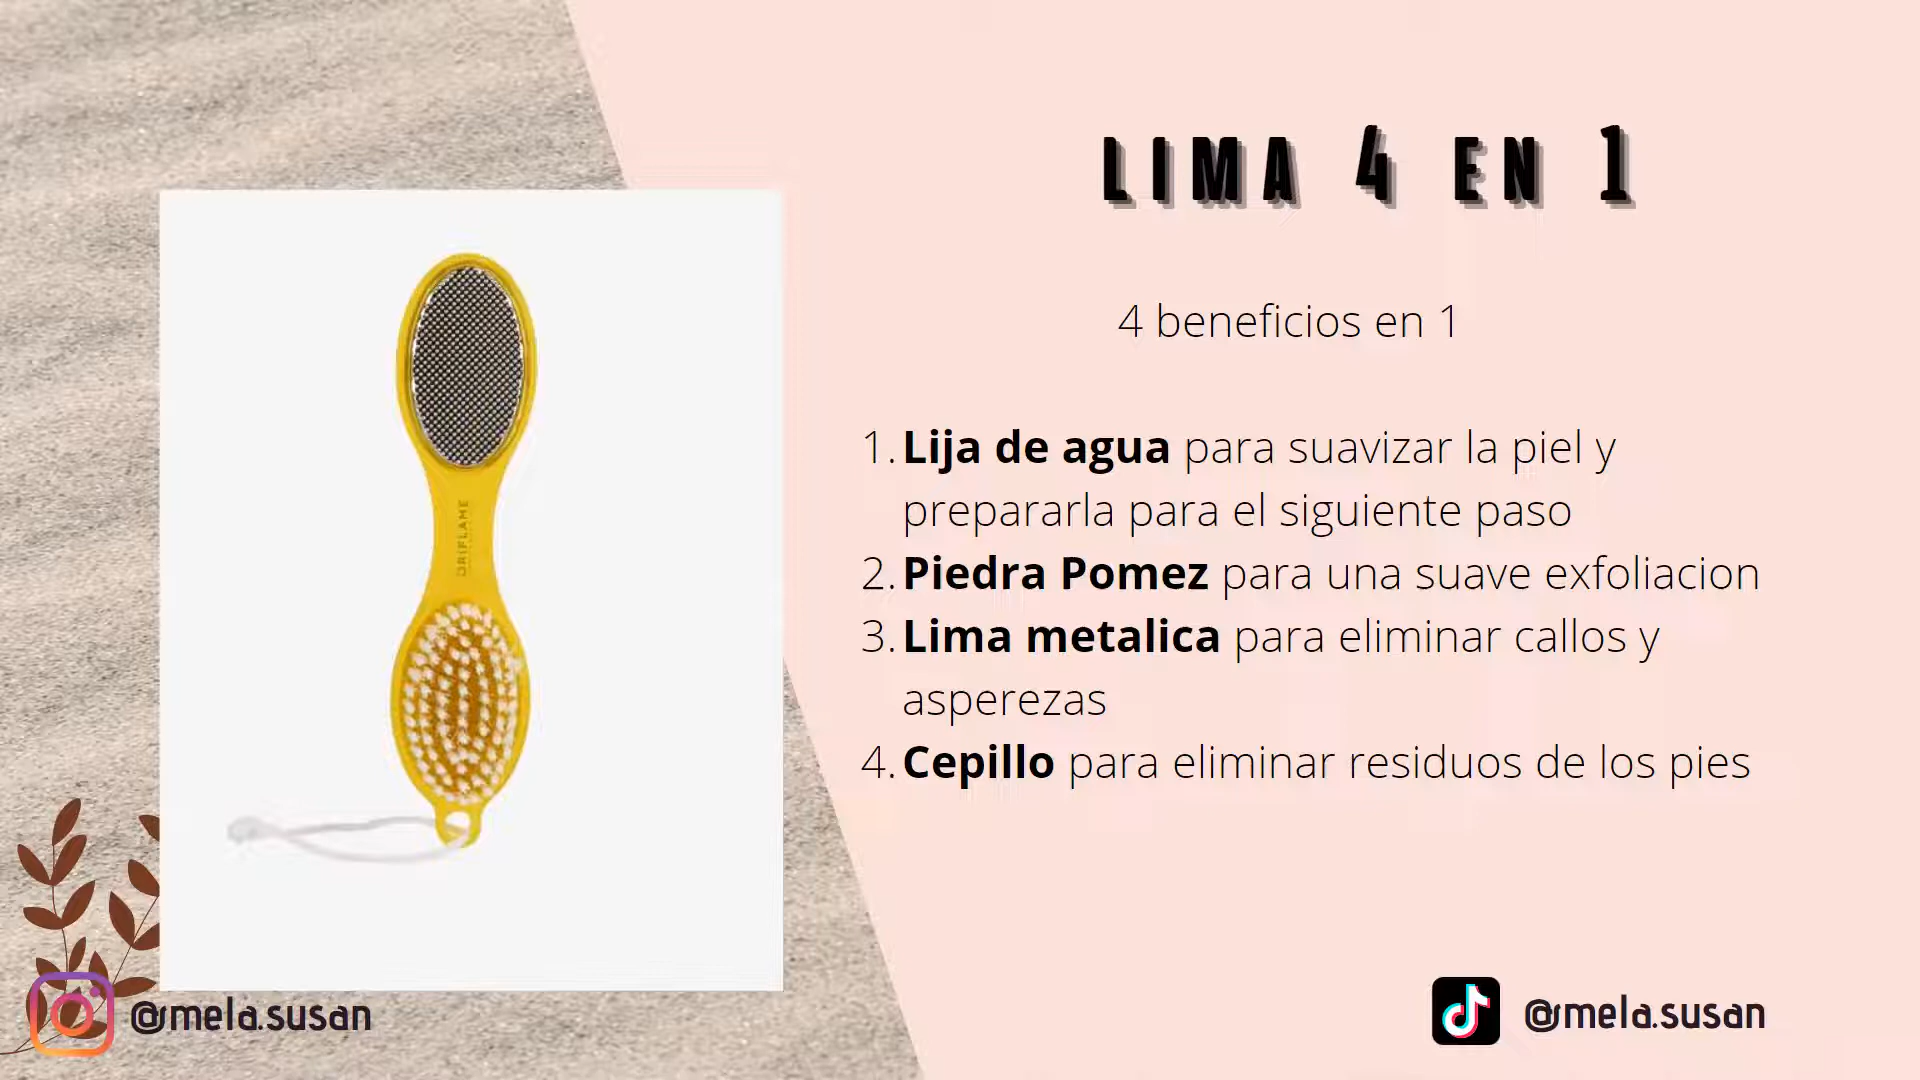 LIMA 4 EN 1
4 beneficios en 1
1. Lija de agua para suavizar la piel y
prepararla para el siguiente paso
2. Piedra Pomez para una suave exfoliacion
3. Lima metalica para eliminar callos y
asperezas
4. Cepillo para eliminar residuos de los pies
ORIFLAME
@mela.susan
@mela.susan